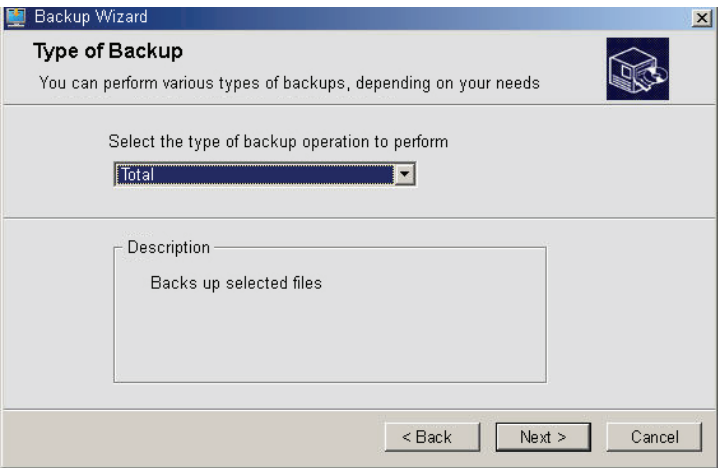 Backup Wizard
Type of Backup
You can perform various types of backups, depending on your needs
Select the type of backup operation to perform
Total
Description
Backs up selected files
< Back
Next >
Cancel